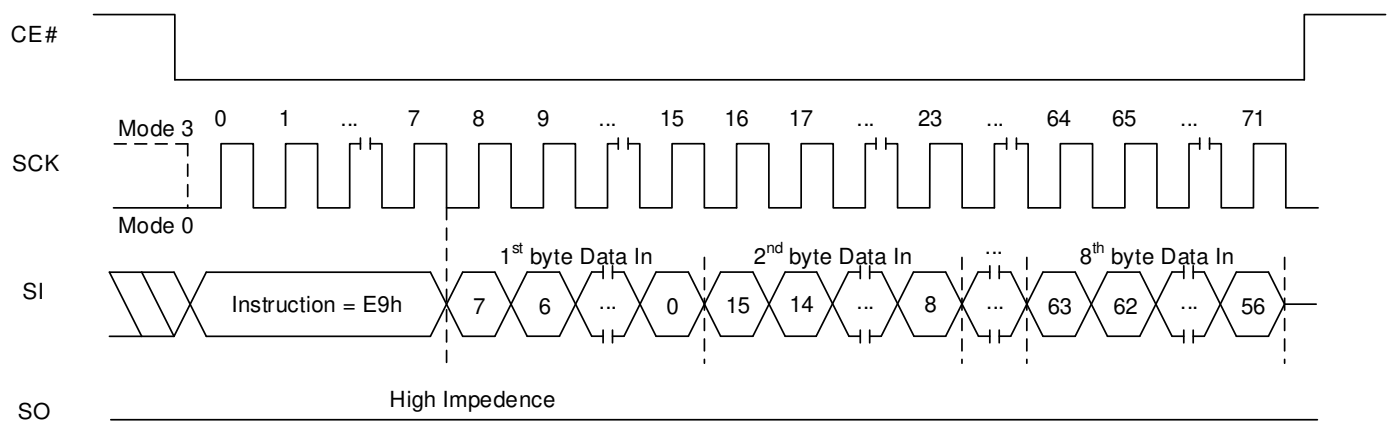 CE#
Mode 3 0 1 ... 7 8 9 ... 15 16 17 ... 23 ... 64 65 ... 71
SCK
Mode 0
1st byte Data In 2nd byte Data In ... 8th byte Data In
SI Instruction = E9h 7 6 ... 0 15 14 ... 8 ... 63 62 ... 56
High Impedence
SO